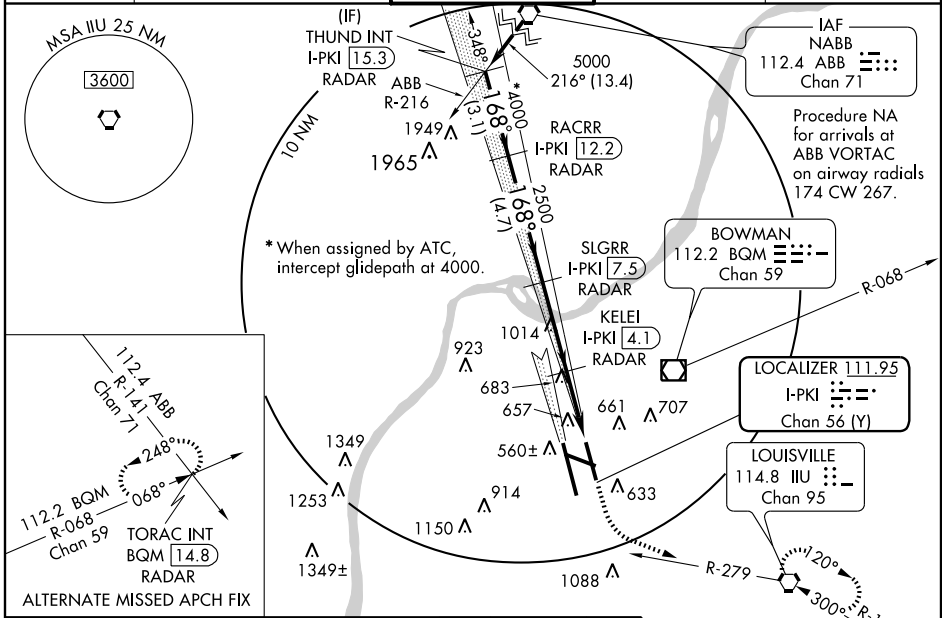 MSA IIU 25 NM
3600
(IF)
THUND INT
I-PKI 15.3
RADAR
ABB
R-216
348°
5000
216° (13.4)
IAF
NABB
112.4 ABB
Chan 71
Procedure NA
for arrivals at
ABB VORTAC
on airway radials
174 CW 267.
10 NM
1949
1965
168°
(3.1)
*4000
RACRR
I-PKI 12.2
RADAR
168°
(4.7)
2500
* When assigned by ATC,
intercept glidepath at 4000.
SLGRR
I-PKI 7.5
RADAR
BOWMAN
112.2 BQM
Chan 59
R-068
1014
KELEI
I-PKI 4.1
RADAR
923
683
657
661
707
560±
LOCALIZER 111.95
I-PKI
Chan 56 (Y)
LOUISVILLE
114.8 IIU
Chan 95
1349
1253
914
1150
633
1349±
1088
R-279
120°
300°
112.4 ABB
R-141
Chan 71
248°
068°
112.2 BQM
R-068
Chan 59
TORAC INT
BQM 14.8
RADAR
ALTERNATE MISSED APCH FIX